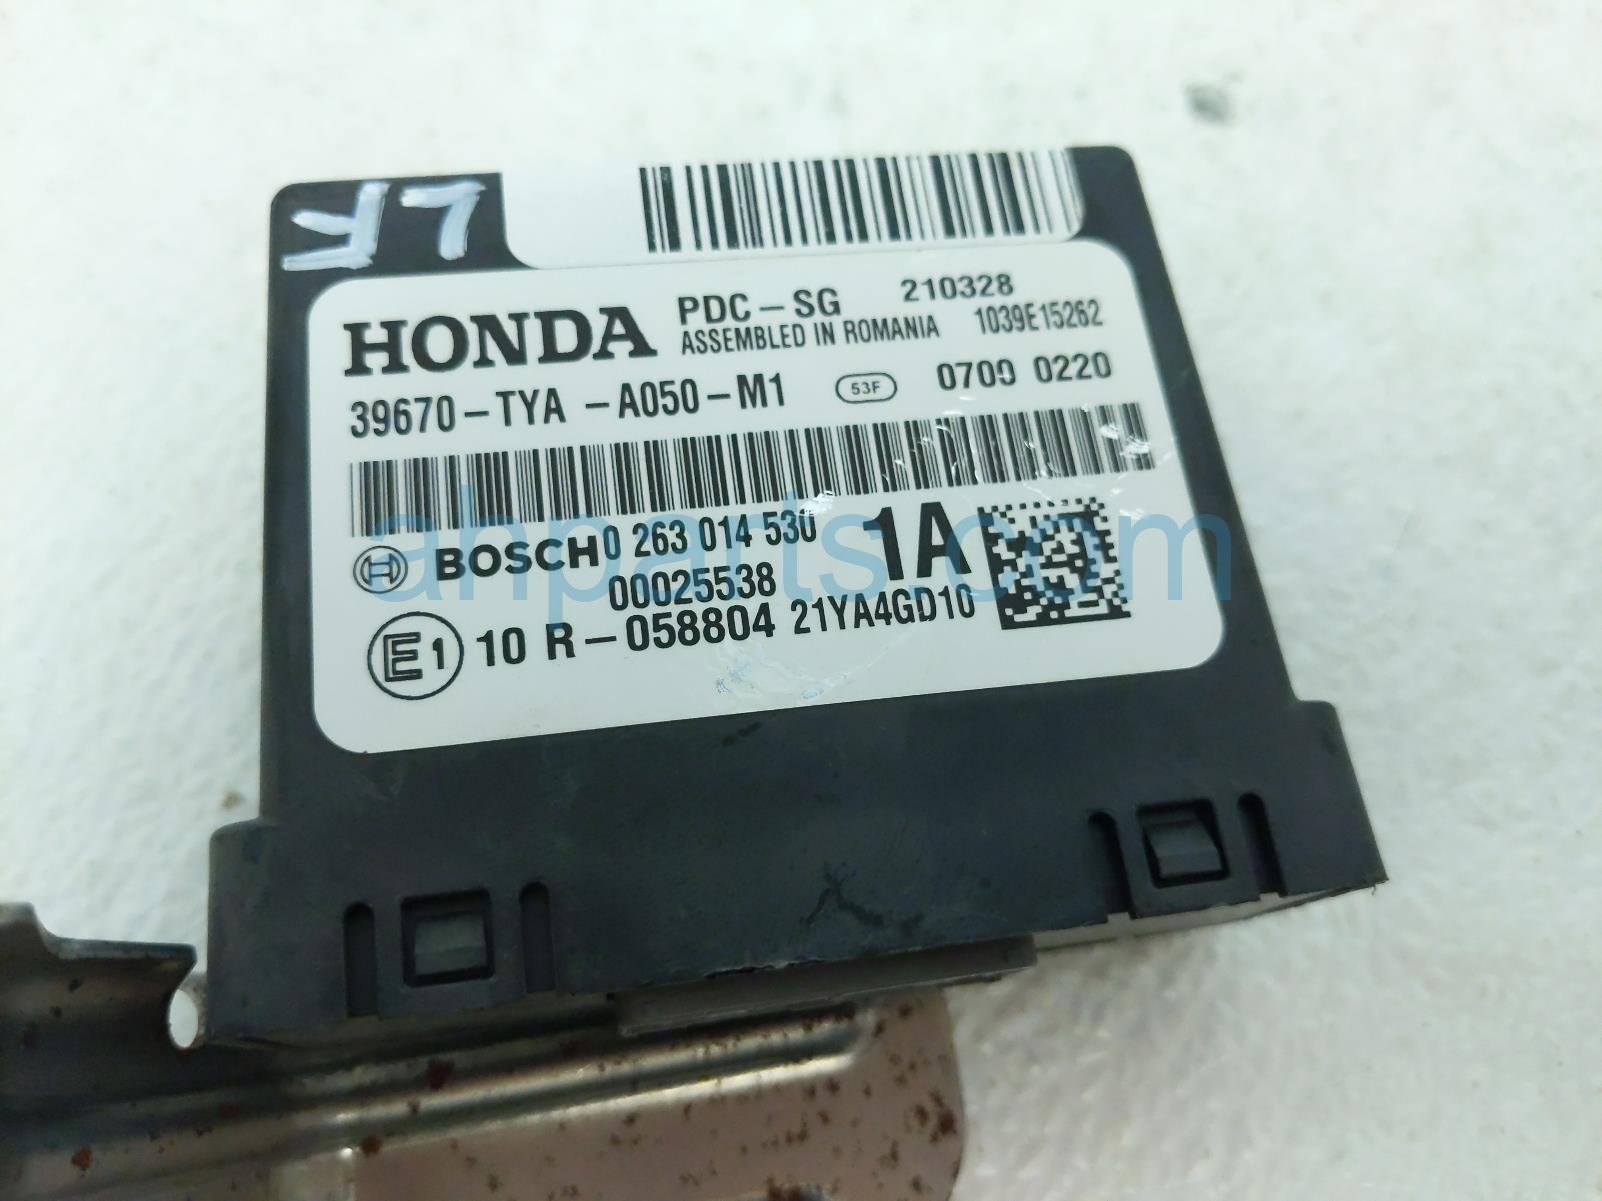 HONDA PDC-SG 210328
ASSEMBLED IN ROMANIA 1039E15262
39670-TYA -A050-M1 53F 0700 0220
BOSCH 0 263 014 530 1A
00025538
E1 10 R-058804 21YA4GD10
ahparts.com